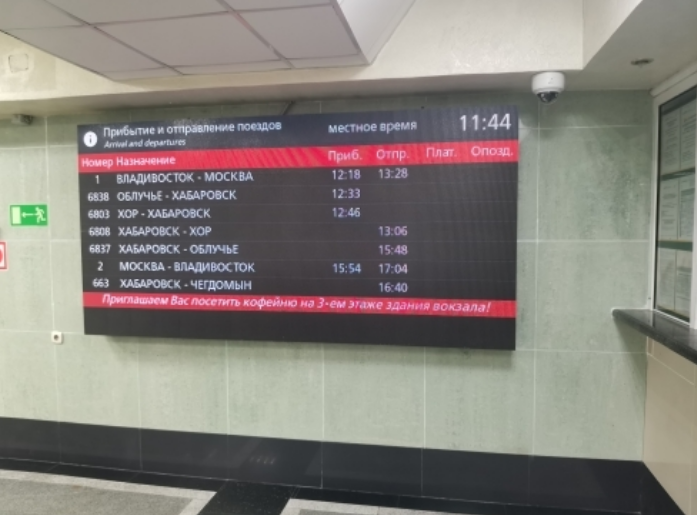 Прибытие и отправление поездов местное время 11:44
Arrival and departures
Номер Назначение Приб. Отпр. Плат. Опозд.
1 ВЛАДИВОСТОК - МОСКВА 12:18 13:28
6838 ОБЛУЧЬЕ - ХАБАРОВСК 12:33
6803 ХОР - ХАБАРОВСК 12:46
6808 ХАБАРОВСК - ХОР 13:06
6837 ХАБАРОВСК - ОБЛУЧЬЕ 15:48
2 МОСКВА - ВЛАДИВОСТОК 15:54 17:04
663 ХАБАРОВСК - ЧЕГДОМЫН 16:40
Приглашаем Вас посетить кофейню на 3-ем этаже здания вокзала!